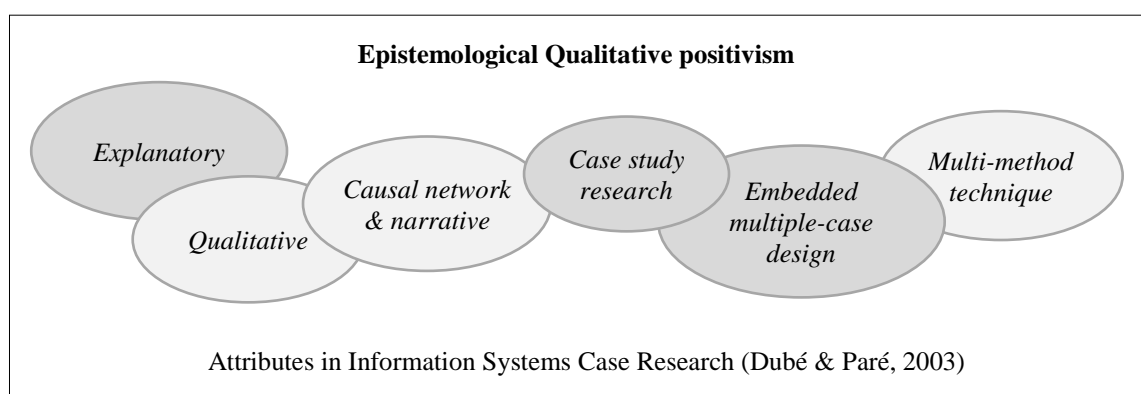 Epistemological Qualitative positivism
Explanatory
Qualitative
Causal network
& narrative
Case study
research
Embedded
multiple-case
design
Multi-method
technique
Attributes in Information Systems Case Research (Dubé & Paré, 2003)